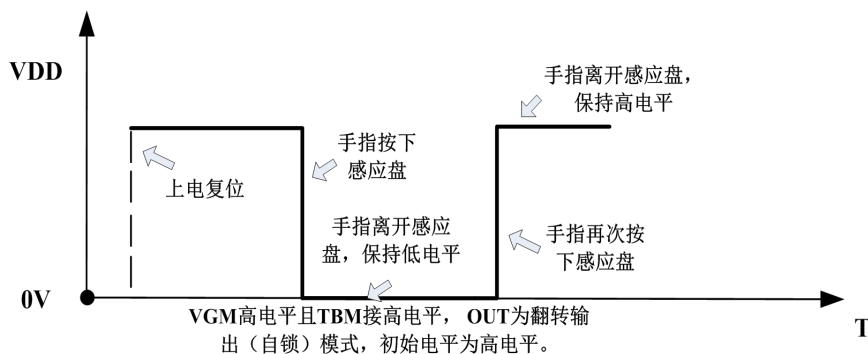 VDD
手指离开感应盘，
保持高电平
手指按下
感应盘
上电复位
手指离开感应
盘，保持低电平
手指再次按
下感应盘
0V
VGM高电平且TBM接高电平， OUT为翻转输
出（自锁）模式，初始电平为高电平。
T